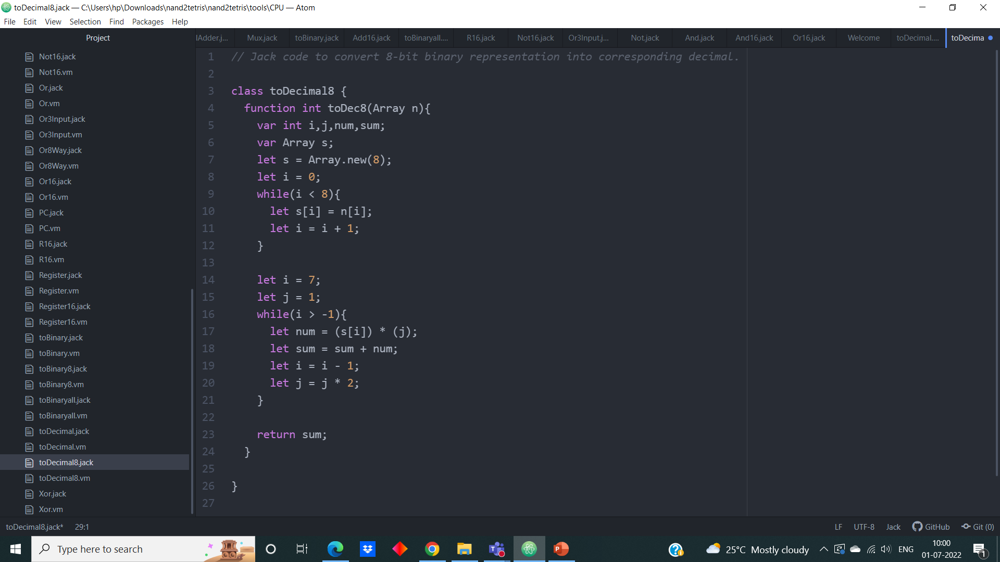 toDecimal8.jack — C:\Users\hp\Downloads\nand2tetris\nand2tetris\tools\CPU — Atom
File Edit View Selection Find Packages Help
Project
lAdder.j... Mux.jack toBinary.jack Add16.jack toBinaryall.... R16.jack Not16.jack Or3Input.j... Not.jack And.jack And16.jack Or16.jack Welcome toDecimal.... toDecima
Not16.jack
Not16.vm
Or.jack
Or.vm
Or3Input.jack
Or3Input.vm
Or8Way.jack
Or8Way.vm
Or16.jack
Or16.vm
PC.jack
PC.vm
R16.jack
R16.vm
Register.jack
Register.vm
Register16.jack
Register16.vm
toBinary.jack
toBinary.vm
toBinary8.jack
toBinary8.vm
toBinaryall.jack
toBinaryall.vm
toDecimal.jack
toDecimal.vm
toDecimal8.jack
toDecimal8.vm
Xor.jack
Xor.vm
1 // Jack code to convert 8-bit binary representation into corresponding decimal.
2
3 class toDecimal8 {
4 function int toDec8(Array n){
5 var int i,j,num,sum;
6 var Array s;
7 let s = Array.new(8);
8 let i = 0;
9 while(i < 8){
10 let s[i] = n[i];
11 let i = i + 1;
12 }
13
14 let i = 7;
15 let j = 1;
16 while(i > -1){
17 let num = (s[i]) * (j);
18 let sum = sum + num;
19 let i = i - 1;
20 let j = j * 2;
21 }
22
23 return sum;
24 }
25
26 }
27
toDecimal8.jack* 29:1 LF UTF-8 Jack GitHub Git (0)
Type here to search
25°C Mostly cloudy ENG 10:00
01-07-2022
1